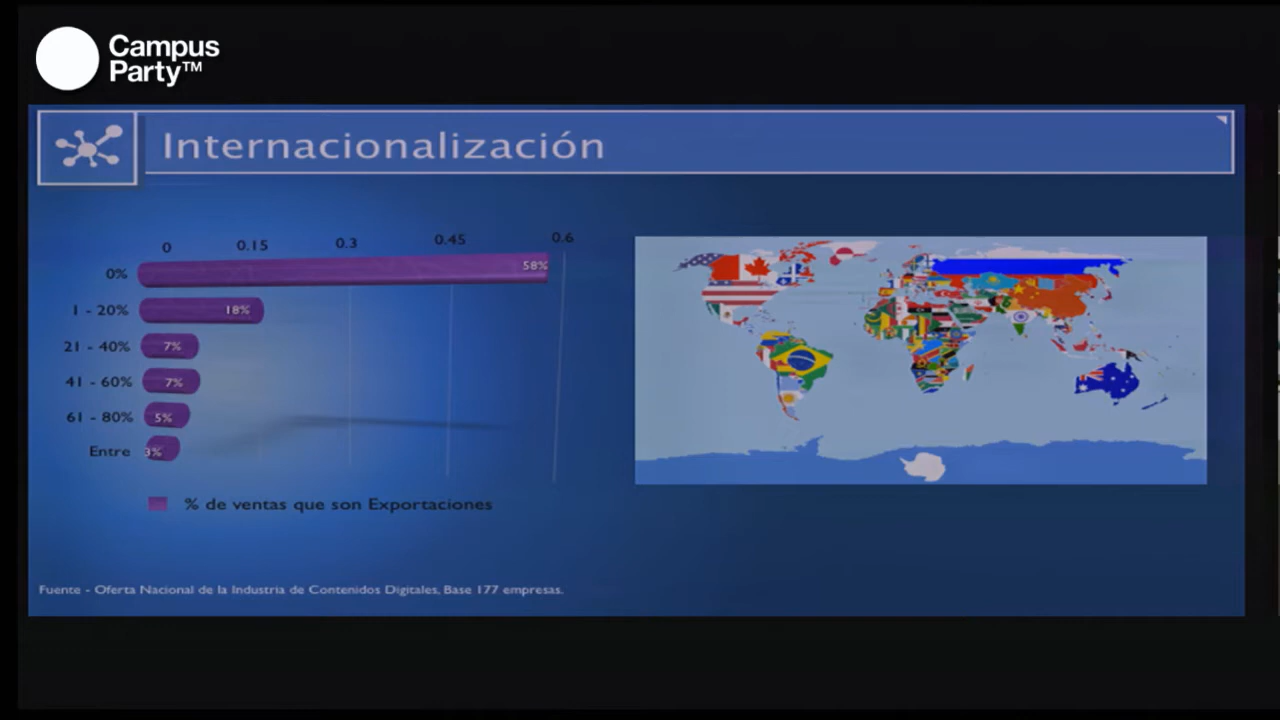 Campus
Party™
Internacionalización
0 0.15 0.3 0.45 0.6
0% 58%
1 - 20% 18%
21 - 40% 7%
41 - 60% 7%
61 - 80% 5%
Entre 3%
% de ventas que son Exportaciones
Fuente - Oferta Nacional de la Industria de Contenidos Digitales, Base 177 empresas.